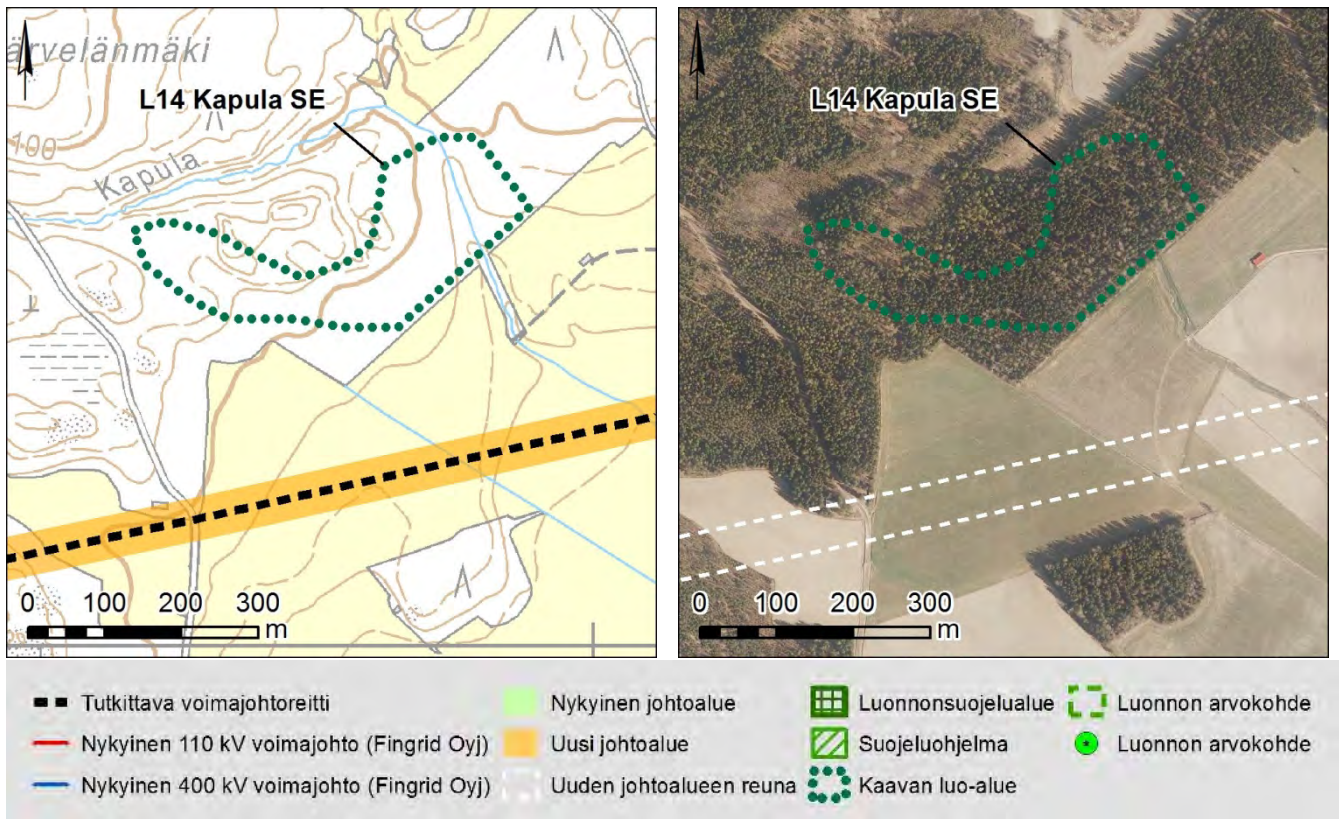 ärvelänmäki
L14 Kapula SE
100
Kapula
0 100 200 300
m
L14 Kapula SE
0 100 200 300
m
Tutkittava voimajohtoreitti
Nykyinen 110 kV voimajohto (Fingrid Oyj)
Nykyinen 400 kV voimajohto (Fingrid Oyj)
Nykyinen johtoalue
Uusi johtoalue
Uuden johtoalueen reuna
Luonnonsuojelualue
Suojeluohjelma
Kaavan luo-alue
Luonnon arvokohde
Luonnon arvokohde